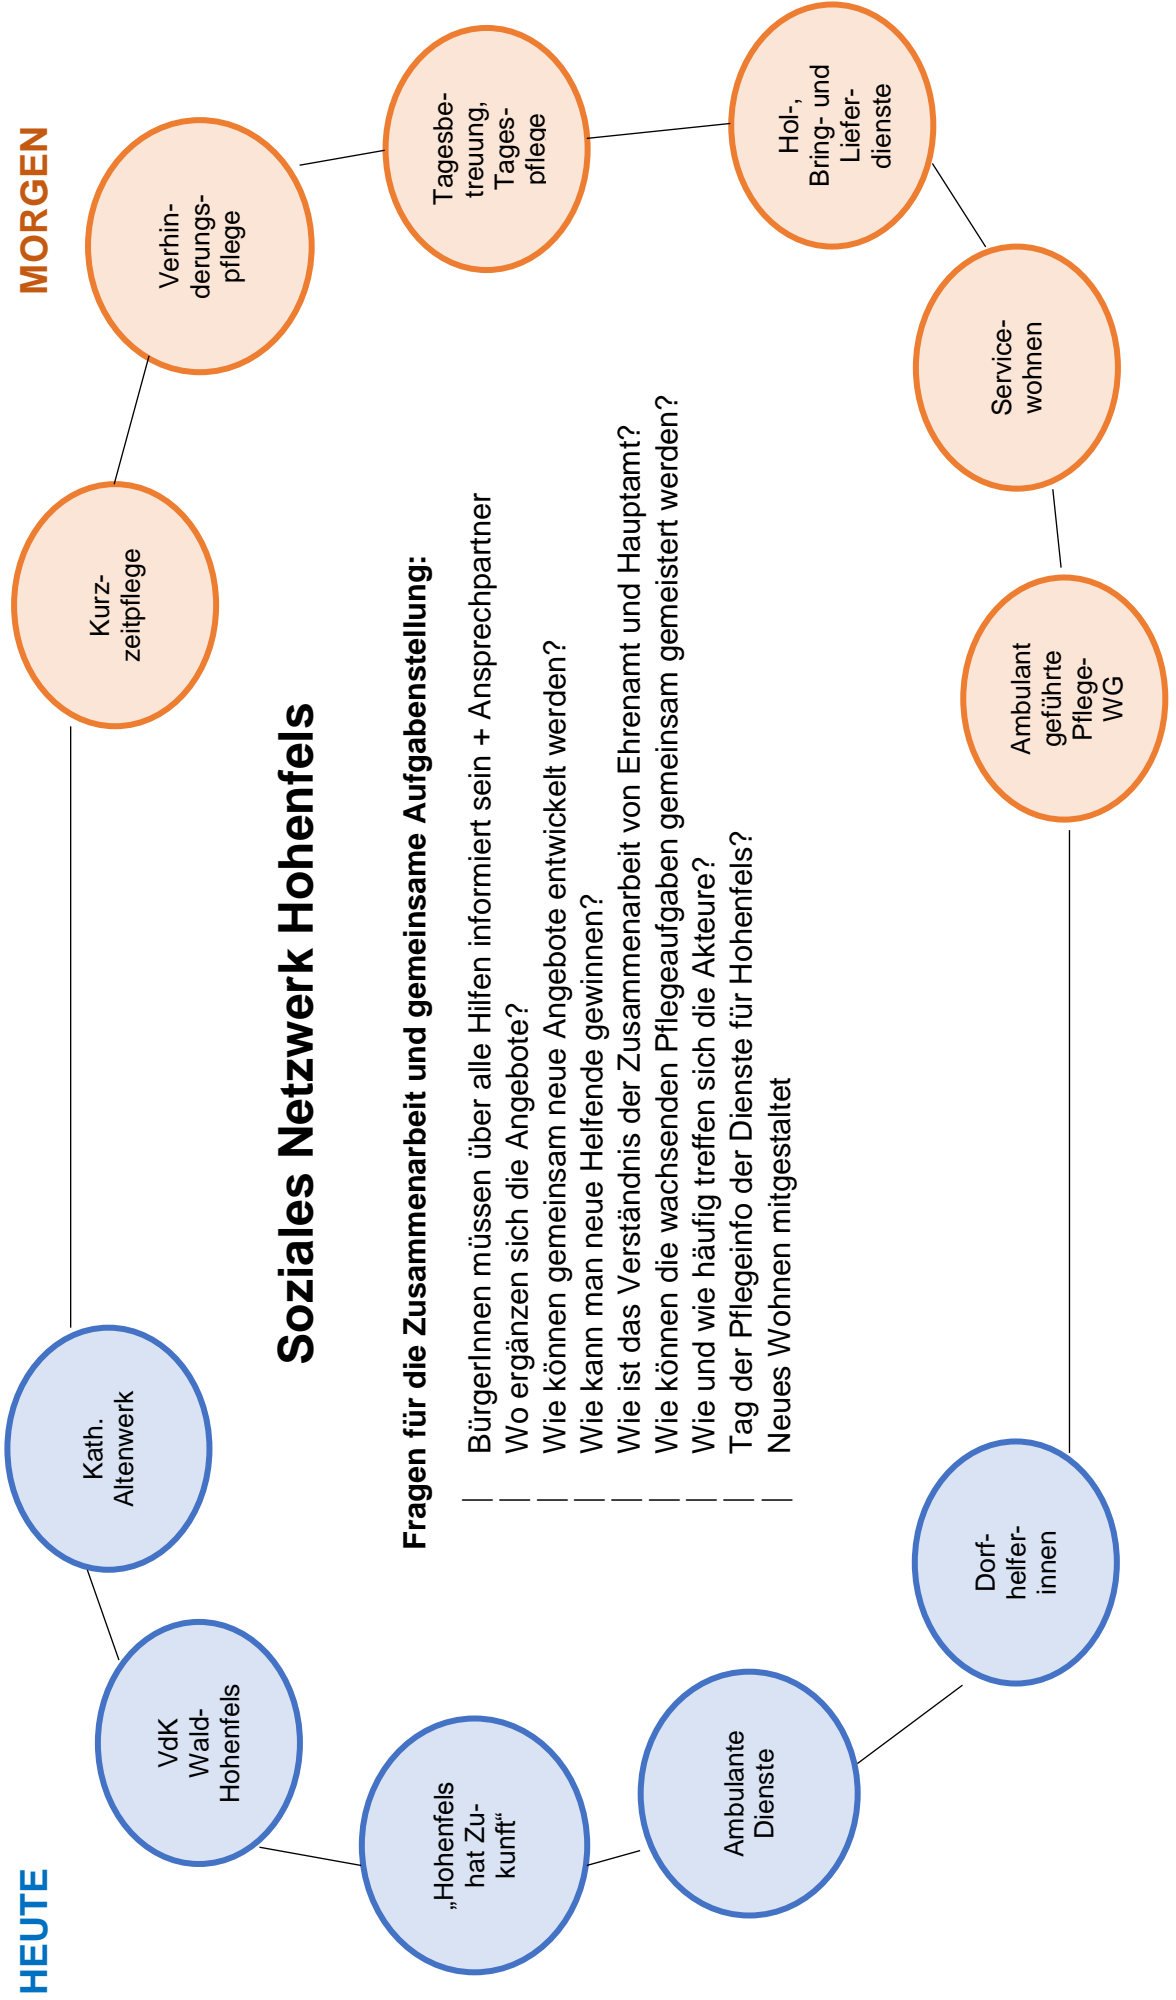 HEUTE
MORGEN
Kath.
Altenwerk
VdK
Wald-
Hohenfels
„Hohenfels
hat Zu-
kunft“
Ambulante
Dienste
Dorf-
helfer-
innen
Soziales Netzwerk Hohenfels
Fragen für die Zusammenarbeit und gemeinsame Aufgabenstellung:
BürgerInnen müssen über alle Hilfen informiert sein + Ansprechpartner
Wo ergänzen sich die Angebote?
Wie können gemeinsam neue Angebote entwickelt werden?
Wie kann man neue Helfende gewinnen?
Wie ist das Verständnis der Zusammenarbeit von Ehrenamt und Hauptamt?
Wie können die wachsenden Pflegeaufgaben gemeinsam gemeistert werden?
Wie und wie häufig treffen sich die Akteure?
Tag der Pflegeinfo der Dienste für Hohenfels?
Neues Wohnen mitgestaltet
Kurz-
zeitpflege
Verhin-
derungs-
pflege
Tagesbe-
treuung,
Tages-
pflege
Hol-,
Bring- und
Liefer-
dienste
Service-
wohnen
Ambulant
geführte
Pflege-
WG